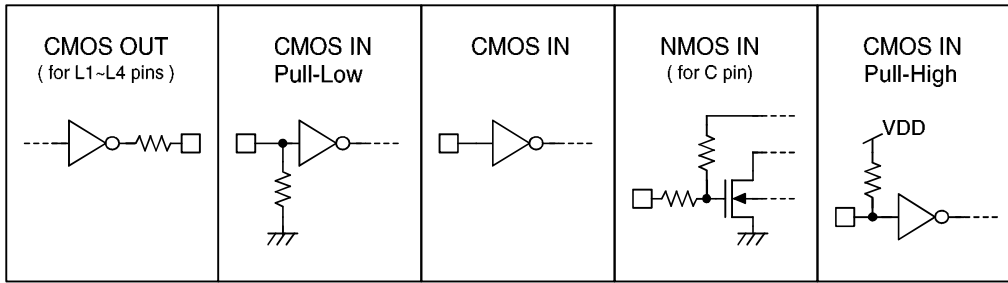 CMOS OUT
( for L1~L4 pins )
CMOS IN
Pull-Low
CMOS IN
NMOS IN
( for C pin)
CMOS IN
Pull-High
VDD